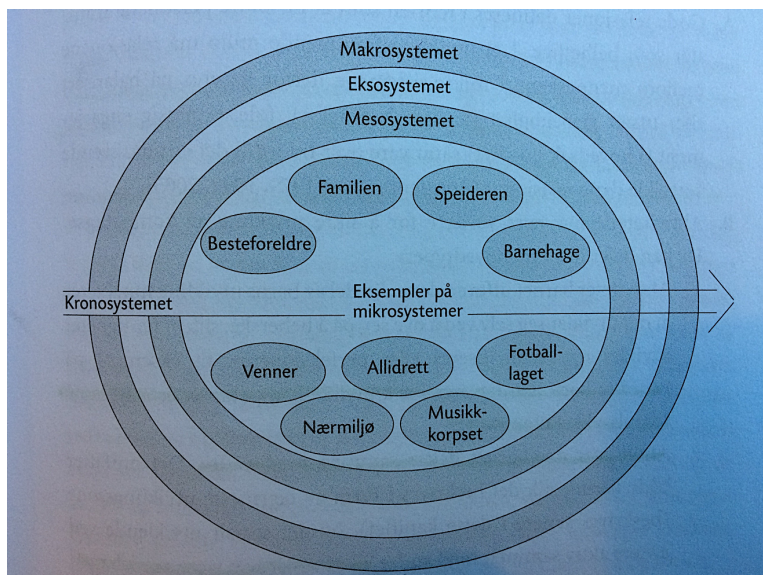 Makrosystemet
Eksosystemet
Mesosystemet
Familien
Speideren
Besteforeldre
Barnehage
Kronosystemet
Eksempler på
mikrosystemer
Venner
Allidrett
Fotball-
laget
Nærmiljø
Musikk-
korpset